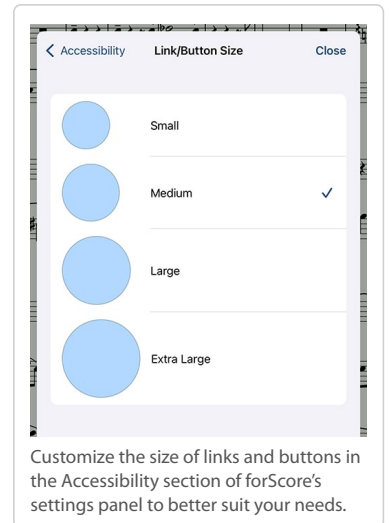 Accessibility Link/Button Size Close
Small
Medium
Large
Extra Large
Customize the size of links and buttons in
the Accessibility section of forScore’s
settings panel to better suit your needs.